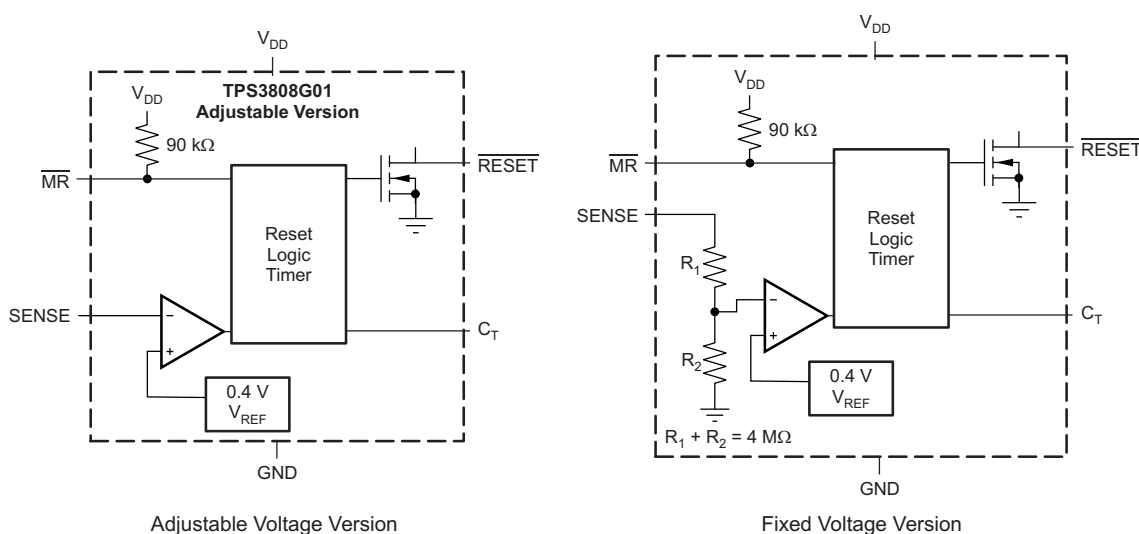 V_DD
TPS3808G01
Adjustable Version
V_DD
90 kΩ
MR
RESET
Reset
Logic
Timer
SENSE
–
+
C_T
0.4 V
V_REF
GND
Adjustable Voltage Version
V_DD
V_DD
90 kΩ
MR
RESET
SENSE
Reset
Logic
Timer
R_1
–
+
C_T
R_2
0.4 V
V_REF
R_1 + R_2 = 4 MΩ
GND
Fixed Voltage Version